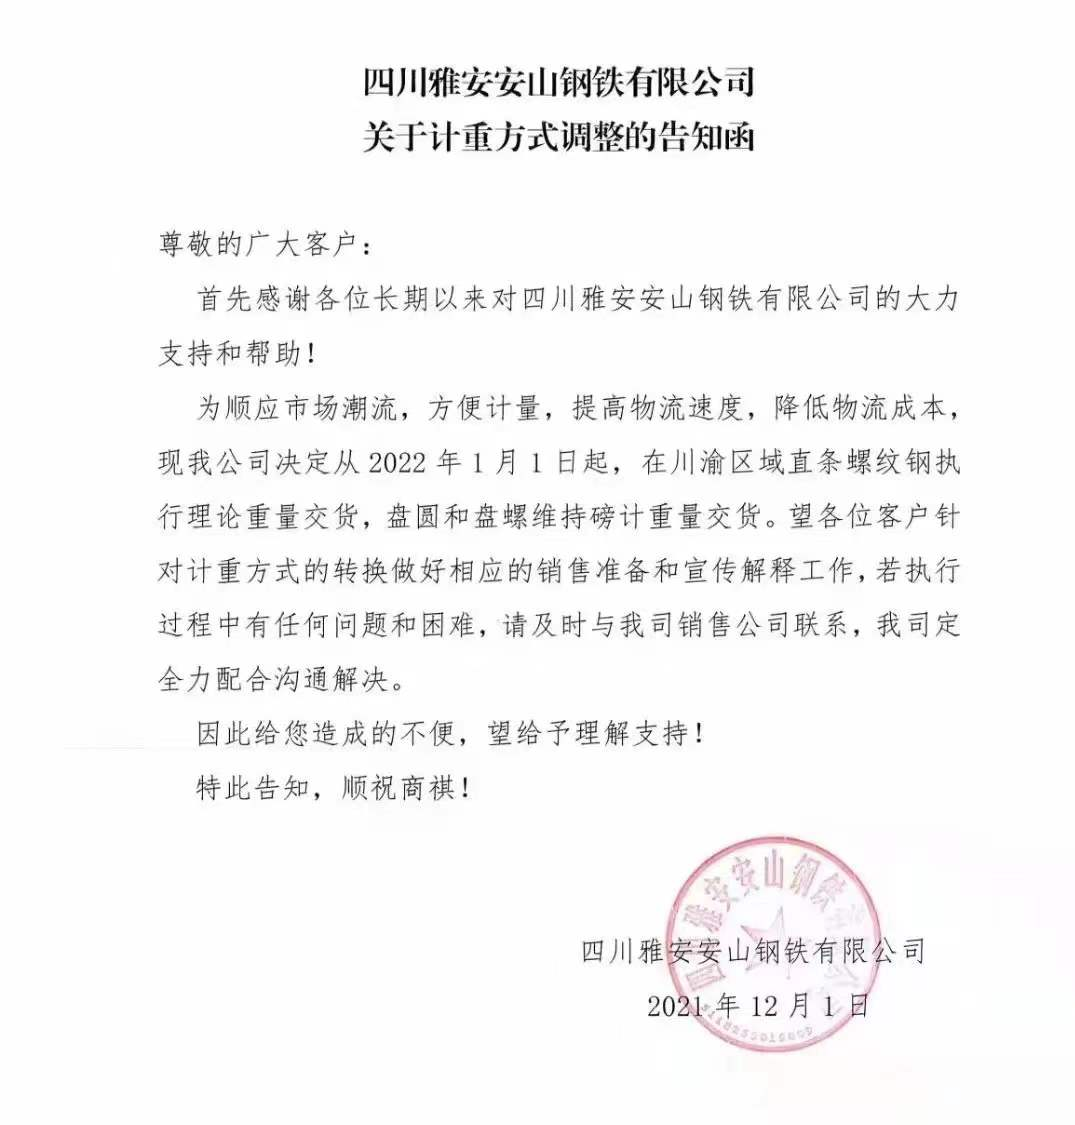 四川雅安安山钢铁有限公司
关于计重方式调整的告知函
尊敬的广大客户：
首先感谢各位长期以来对四川雅安安山钢铁有限公司的大力
支持和帮助！
为顺应市场潮流，方便计量，提高物流速度，降低物流成本，
现我公司决定从 2022 年 1 月 1 日起，在川渝区域直条螺纹钢执
行理论重量交货，盘圆和盘螺维持磅计重量交货。望各位客户针
对计重方式的转换做好相应的销售准备和宣传解释工作，若执行
过程中有任何问题和困难，请及时与我司销售公司联系，我司定
全力配合沟通解决。
因此给您造成的不便，望给予理解支持！
特此告知，顺祝商祺！
四川雅安安山钢铁
四川雅安安山钢铁有限公司
2021 年 12 月 1 日